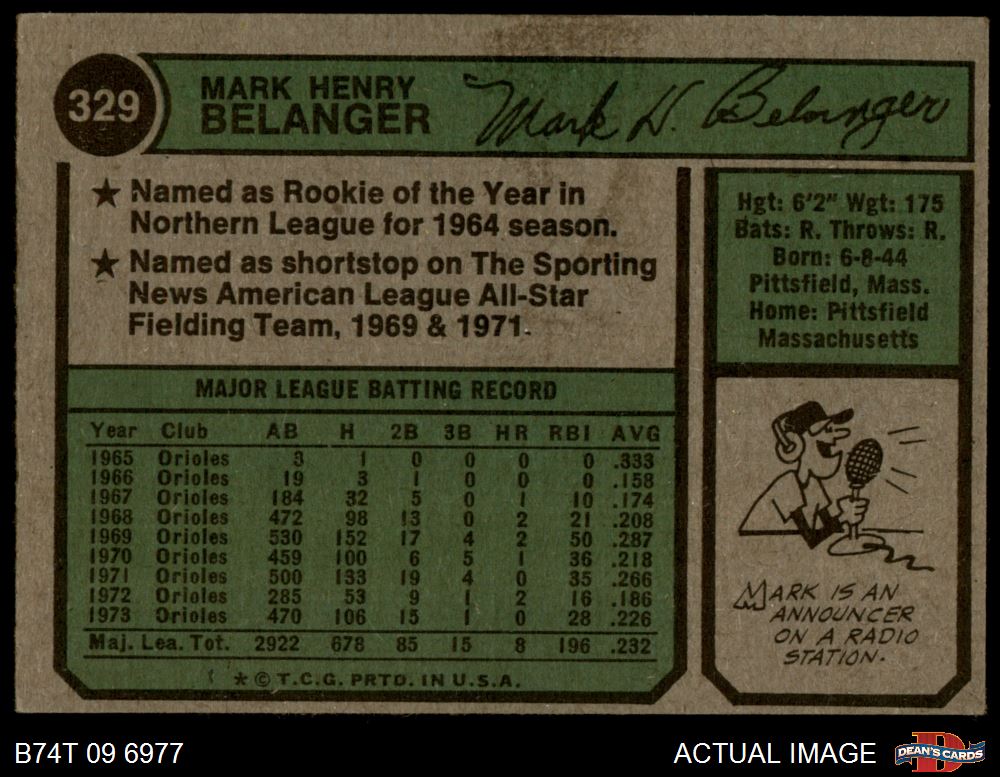 329
MARK HENRY
BELANGER
Mark H. Belanger
★ Named as Rookie of the Year in
Northern League for 1964 season.
★ Named as shortstop on The Sporting
News American League All-Star
Fielding Team, 1969 & 1971.
Hgt: 6'2" Wgt: 175
Bats: R. Throws: R.
Born: 6-8-44
Pittsfield, Mass.
Home: Pittsfield
Massachusetts
MAJOR LEAGUE BATTING RECORD
Year Club AB H 2B 3B HR RBI AVG
1965 Orioles 3 1 0 0 0 0 .333
1966 Orioles 19 3 1 0 0 0 .158
1967 Orioles 184 32 5 0 1 10 .174
1968 Orioles 472 98 13 0 2 21 .208
1969 Orioles 530 152 17 4 2 50 .287
1970 Orioles 459 100 6 5 1 36 .218
1971 Orioles 500 133 19 4 0 35 .266
1972 Orioles 285 53 9 1 2 16 .186
1973 Orioles 470 106 15 1 0 28 .226
Maj. Lea. Tot. 2922 678 85 15 8 196 .232
* © T.C.G. PRTD. IN U.S.A.
MARK IS AN
ANNOUNCER
ON A RADIO
STATION.
B74T 09 6977
ACTUAL IMAGE
D
DEAN'S CARDS